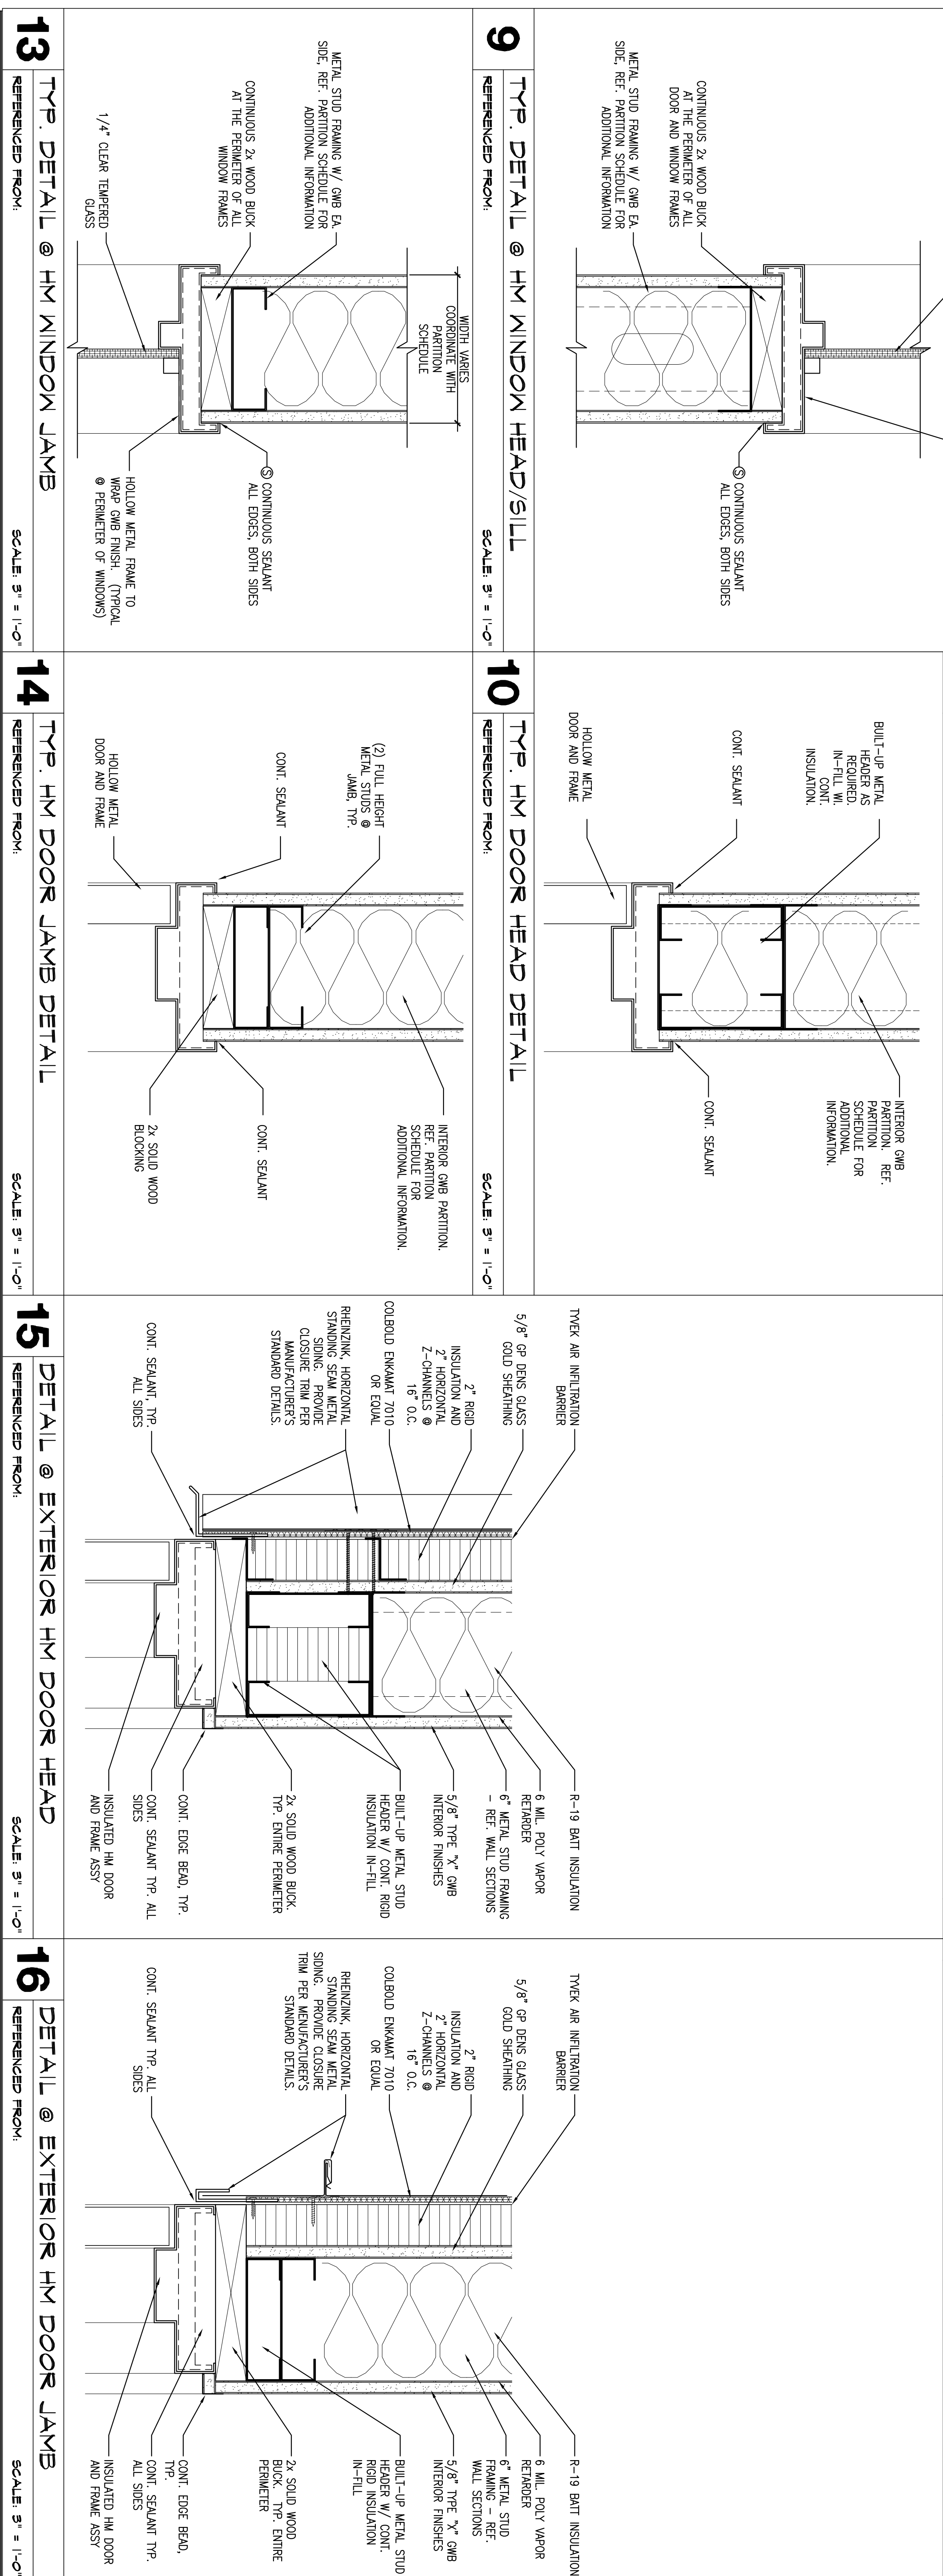 METAL STUD FRAMING W/ GWB EA.
SIDE, REF. PARTITION SCHEDULE FOR
ADDITIONAL INFORMATION
CONTINUOUS 2x WOOD BUCK
AT THE PERIMETER OF ALL
DOOR AND WINDOW FRAMES
Ⓢ CONTINUOUS SEALANT
ALL EDGES, BOTH SIDES
9
TYP. DETAIL @ HM WINDOW HEAD/SILL
REFERENCED FROM:
SCALE: 3" = 1'-0"
BUILT-UP METAL
HEADER AS
REQUIRED.
IN-FILL W/
CONT.
INSULATION.
CONT. SEALANT
HOLLOW METAL
DOOR AND FRAME
INTERIOR GWB
PARTITION. REF.
PARTITION
SCHEDULE FOR
ADDITIONAL
INFORMATION.
CONT. SEALANT
10
TYP. HM DOOR HEAD DETAIL
REFERENCED FROM:
SCALE: 3" = 1'-0"
WIDTH VARIES
COORDINATE WITH
PARTITION
SCHEDULE
METAL STUD FRAMING W/ GWB EA.
SIDE, REF. PARTITION SCHEDULE FOR
ADDITIONAL INFORMATION
CONTINUOUS 2x WOOD BUCK
AT THE PERIMETER OF ALL
WINDOW FRAMES
1/4" CLEAR TEMPERED
GLASS
Ⓢ CONTINUOUS SEALANT
ALL EDGES, BOTH SIDES
HOLLOW METAL FRAME TO
WRAP GWB FINISH. (TYPICAL
@ PERIMETER OF WINDOWS)
13
TYP. DETAIL @ HM WINDOW JAMB
REFERENCED FROM:
SCALE: 3" = 1'-0"
(2) FULL HEIGHT
METAL STUDS @
JAMB, TYP.
CONT. SEALANT
HOLLOW METAL
DOOR AND FRAME
INTERIOR GWB PARTITION.
REF. PARTITION
SCHEDULE FOR
ADDITIONAL INFORMATION.
CONT. SEALANT
2x SOLID WOOD
BLOCKING
14
TYP. HM DOOR JAMB DETAIL
REFERENCED FROM:
SCALE: 3" = 1'-0"
TYVEK AIR INFILTRATION
BARRIER
5/8" GP DENS GLASS
GOLD SHEATHING
2" RIGID
INSULATION AND
2" HORIZONTAL
Z-CHANNELS @
16" O.C.
COLBOLD ENKAMAT 7010
OR EQUAL
RHEINZINK, HORIZONTAL
STANDING SEAM METAL
SIDING. PROVIDE
CLOSURE TRIM PER
MANUFACTURER'S
STANDARD DETAILS.
CONT. SEALANT, TYP.
ALL SIDES
R-19 BATT INSULATION
6 MIL. POLY VAPOR
RETARDER
6" METAL STUD FRAMING
- REF. WALL SECTIONS
5/8" TYPE "X" GWB
INTERIOR FINISHES
BUILT-UP METAL STUD
HEADER W/ CONT. RIGID
INSULATION IN-FILL
2x SOLID WOOD BUCK.
TYP. ENTIRE PERIMETER
CONT. EDGE BEAD, TYP.
CONT. SEALANT TYP. ALL
SIDES
INSULATED HM DOOR
AND FRAME ASSY
15
DETAIL @ EXTERIOR HM DOOR HEAD
REFERENCED FROM:
SCALE: 3" = 1'-0"
TYVEK AIR INFILTRATION
BARRIER
5/8" GP DENS GLASS
GOLD SHEATHING
2" RIGID
INSULATION AND
2" HORIZONTAL
Z-CHANNELS @
16" O.C.
COLBOLD ENKAMAT 7010
OR EQUAL
RHEINZINK, HORIZONTAL
STANDING SEAM METAL
SIDING. PROVIDE CLOSURE
TRIM PER MENUFACTURER'S
STANDARD DETAILS.
CONT. SEALANT TYP. ALL
SIDES
R-19 BATT INSULATION
6 MIL. POLY VAPOR
RETARDER
6" METAL STUD
FRAMING - REF.
WALL SECTIONS
5/8" TYPE "X" GWB
INTERIOR FINISHES
BUILT-UP METAL STUD
HEADER W/ CONT.
RIGID INSULATION
IN-FILL
2x SOLID WOOD
BUCK. TYP. ENTIRE
PERIMETER
CONT. EDGE BEAD,
TYP.
CONT. SEALANT TYP.
ALL SIDES
INSULATED HM DOOR
AND FRAME ASSY
16
DETAIL @ EXTERIOR HM DOOR JAMB
REFERENCED FROM:
SCALE: 3" = 1'-0"